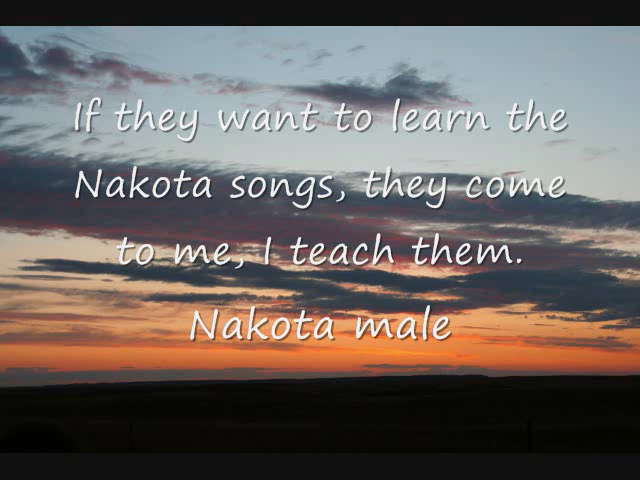 If they want to learn the
Nakota songs, they come
to me, I teach them.
Nakota male